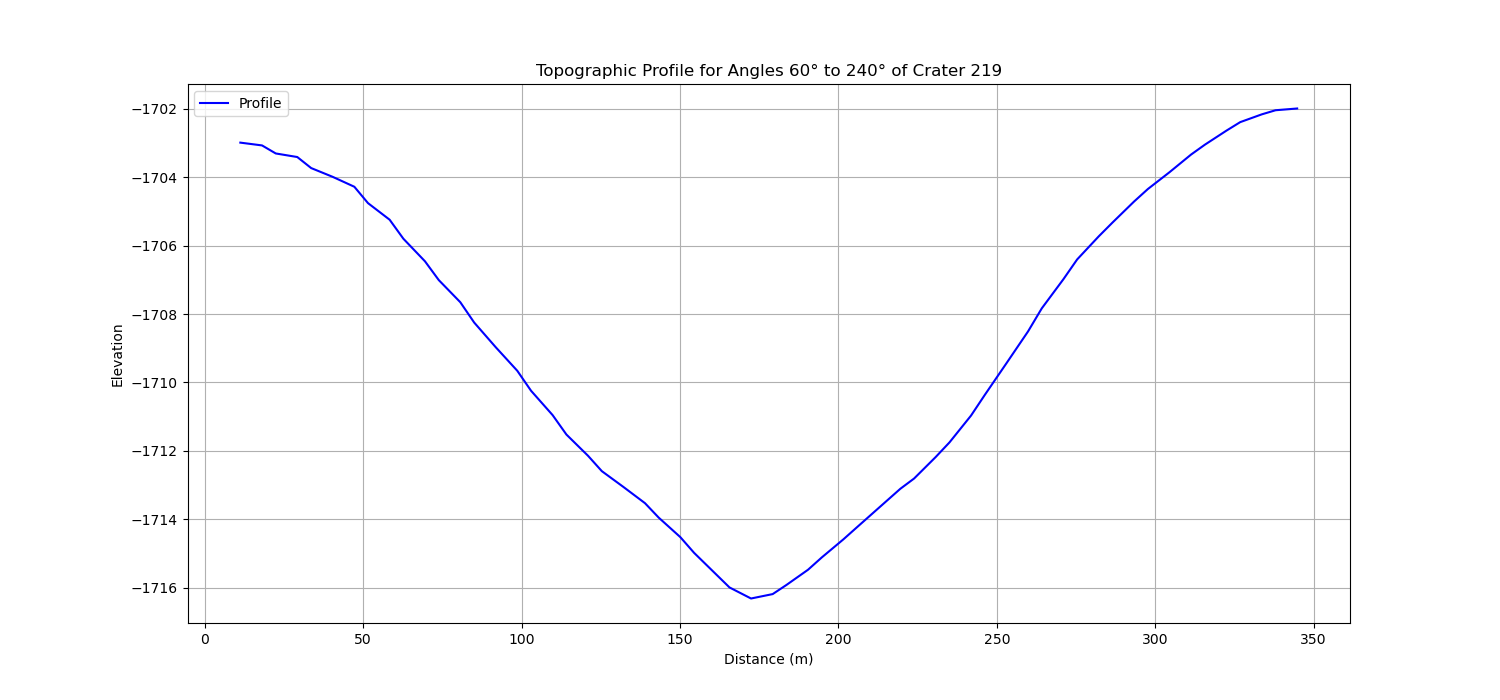 Topographic Profile for Angles 60° to 240° of Crater 219
Profile
−1702
−1704
−1706
−1708
−1710
−1712
−1714
−1716
Elevation
0 50 100 150 200 250 300 350
Distance (m)